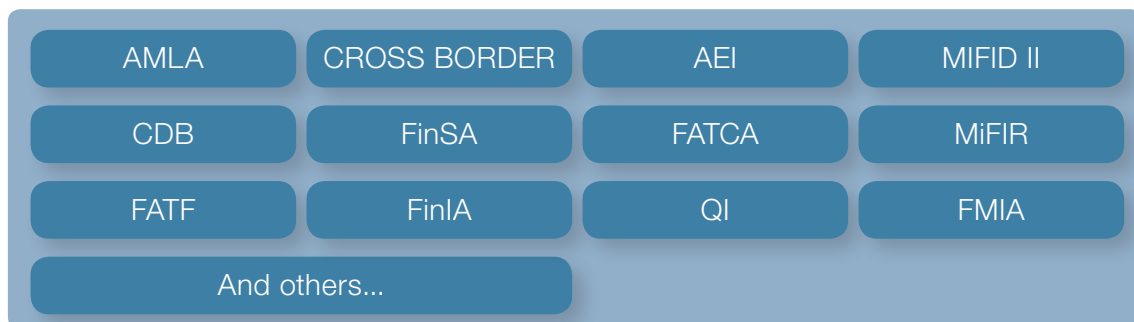 AMLA CROSS BORDER AEI MIFID II
CDB FinSA FATCA MiFIR
FATF FinIA QI FMIA
And others...